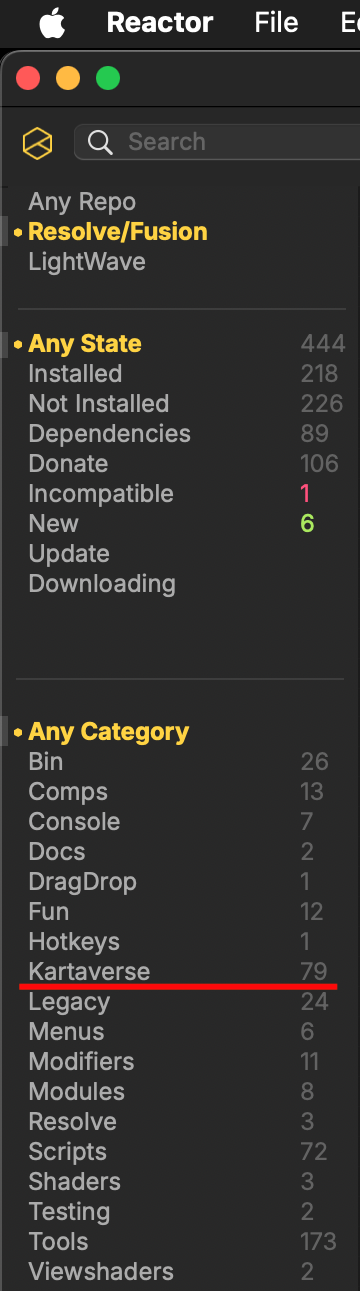 Reactor File
Search
Any Repo
Resolve/Fusion
LightWave
Any State 444
Installed 218
Not Installed 226
Dependencies 89
Donate 106
Incompatible 1
New 6
Update
Downloading
Any Category
Bin 26
Comps 13
Console 7
Docs 2
DragDrop 1
Fun 12
Hotkeys 1
Kartaverse 79
Legacy 24
Menus 6
Modifiers 11
Modules 8
Resolve 3
Scripts 72
Shaders 3
Testing 2
Tools 173
Viewshaders 2